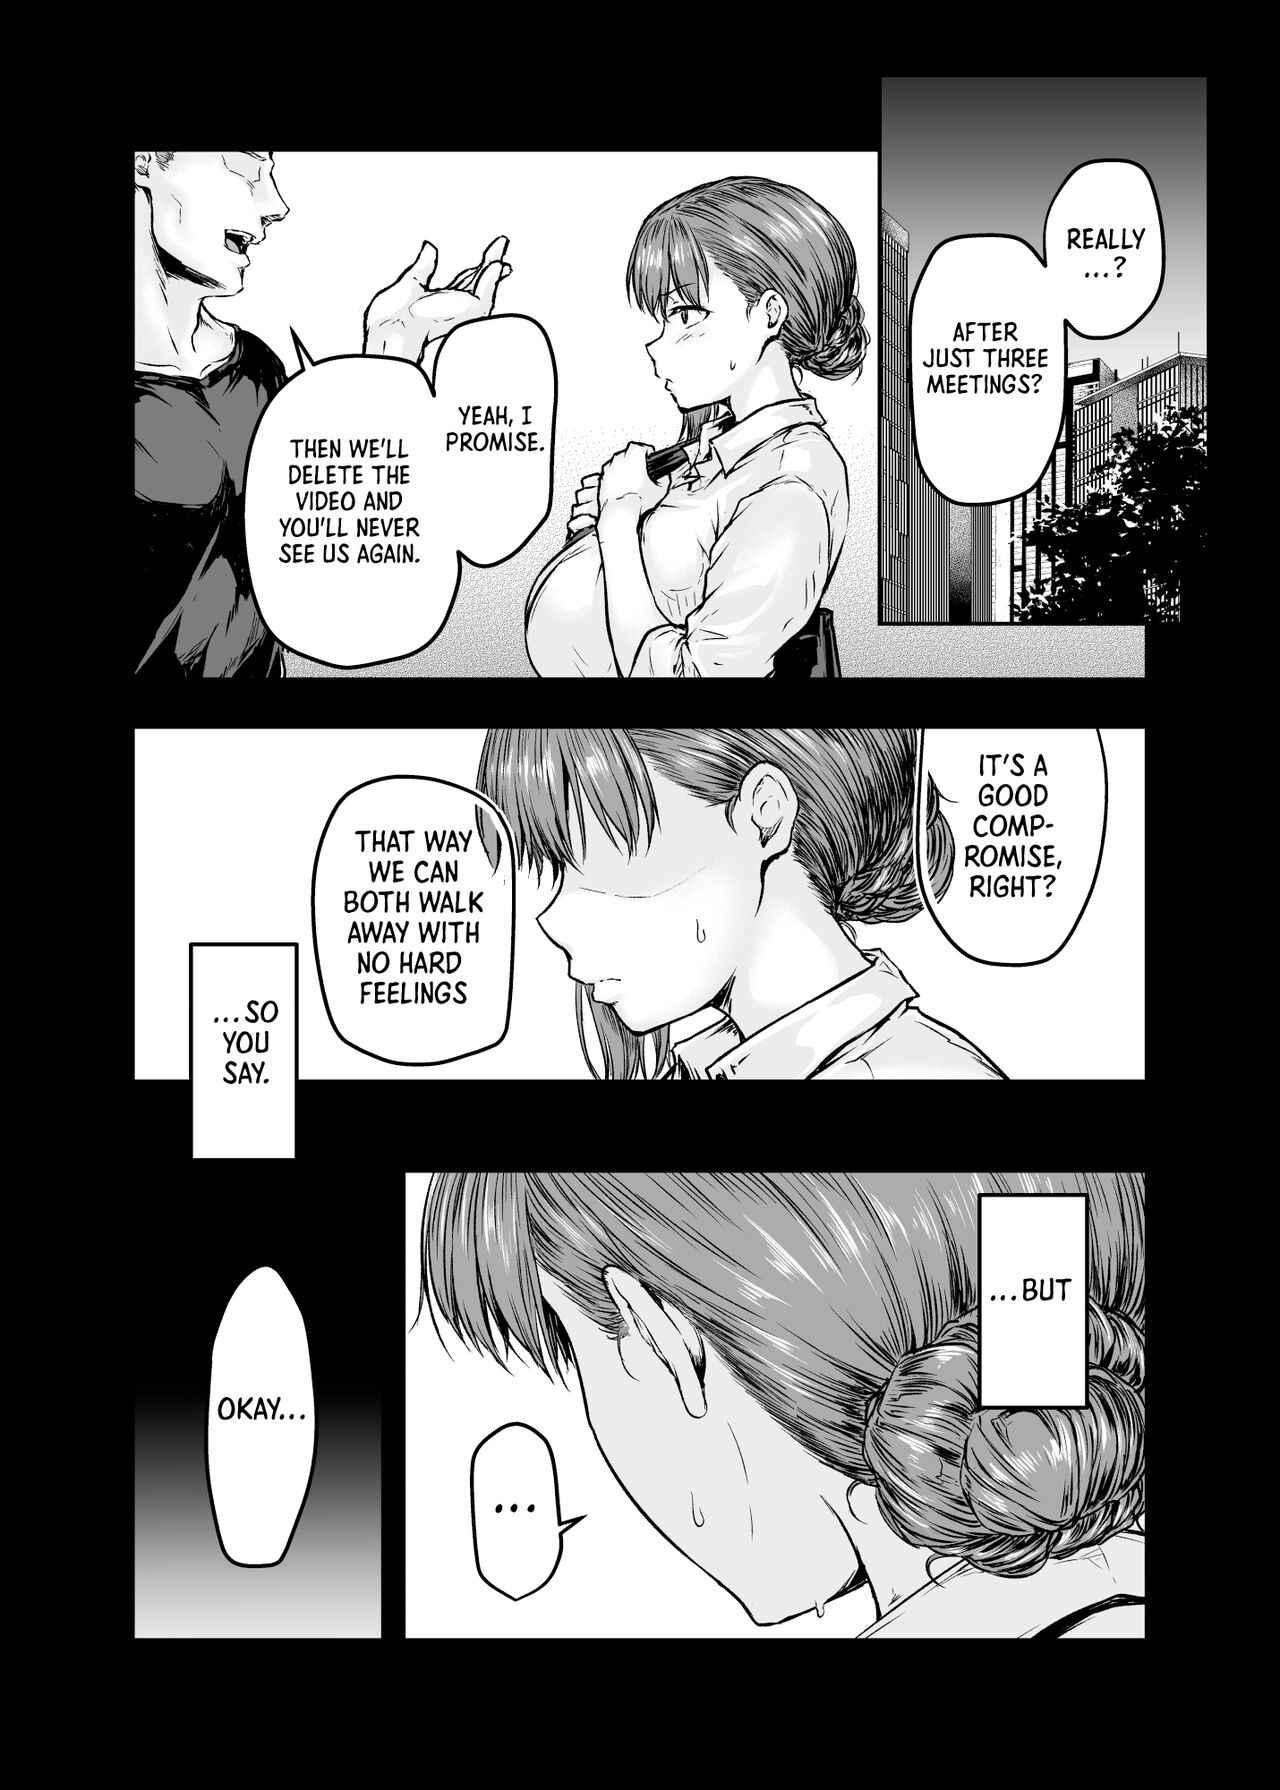 REALLY
...?
AFTER
JUST THREE
MEETINGS?
YEAH, I
PROMISE.
THEN WE'LL
DELETE THE
VIDEO AND
YOU'LL NEVER
SEE US AGAIN.
IT'S A
GOOD
COMP-
ROMISE,
RIGHT?
THAT WAY
WE CAN
BOTH WALK
AWAY WITH
NO HARD
FEELINGS
...SO
YOU
SAY.
...BUT
...
OKAY...